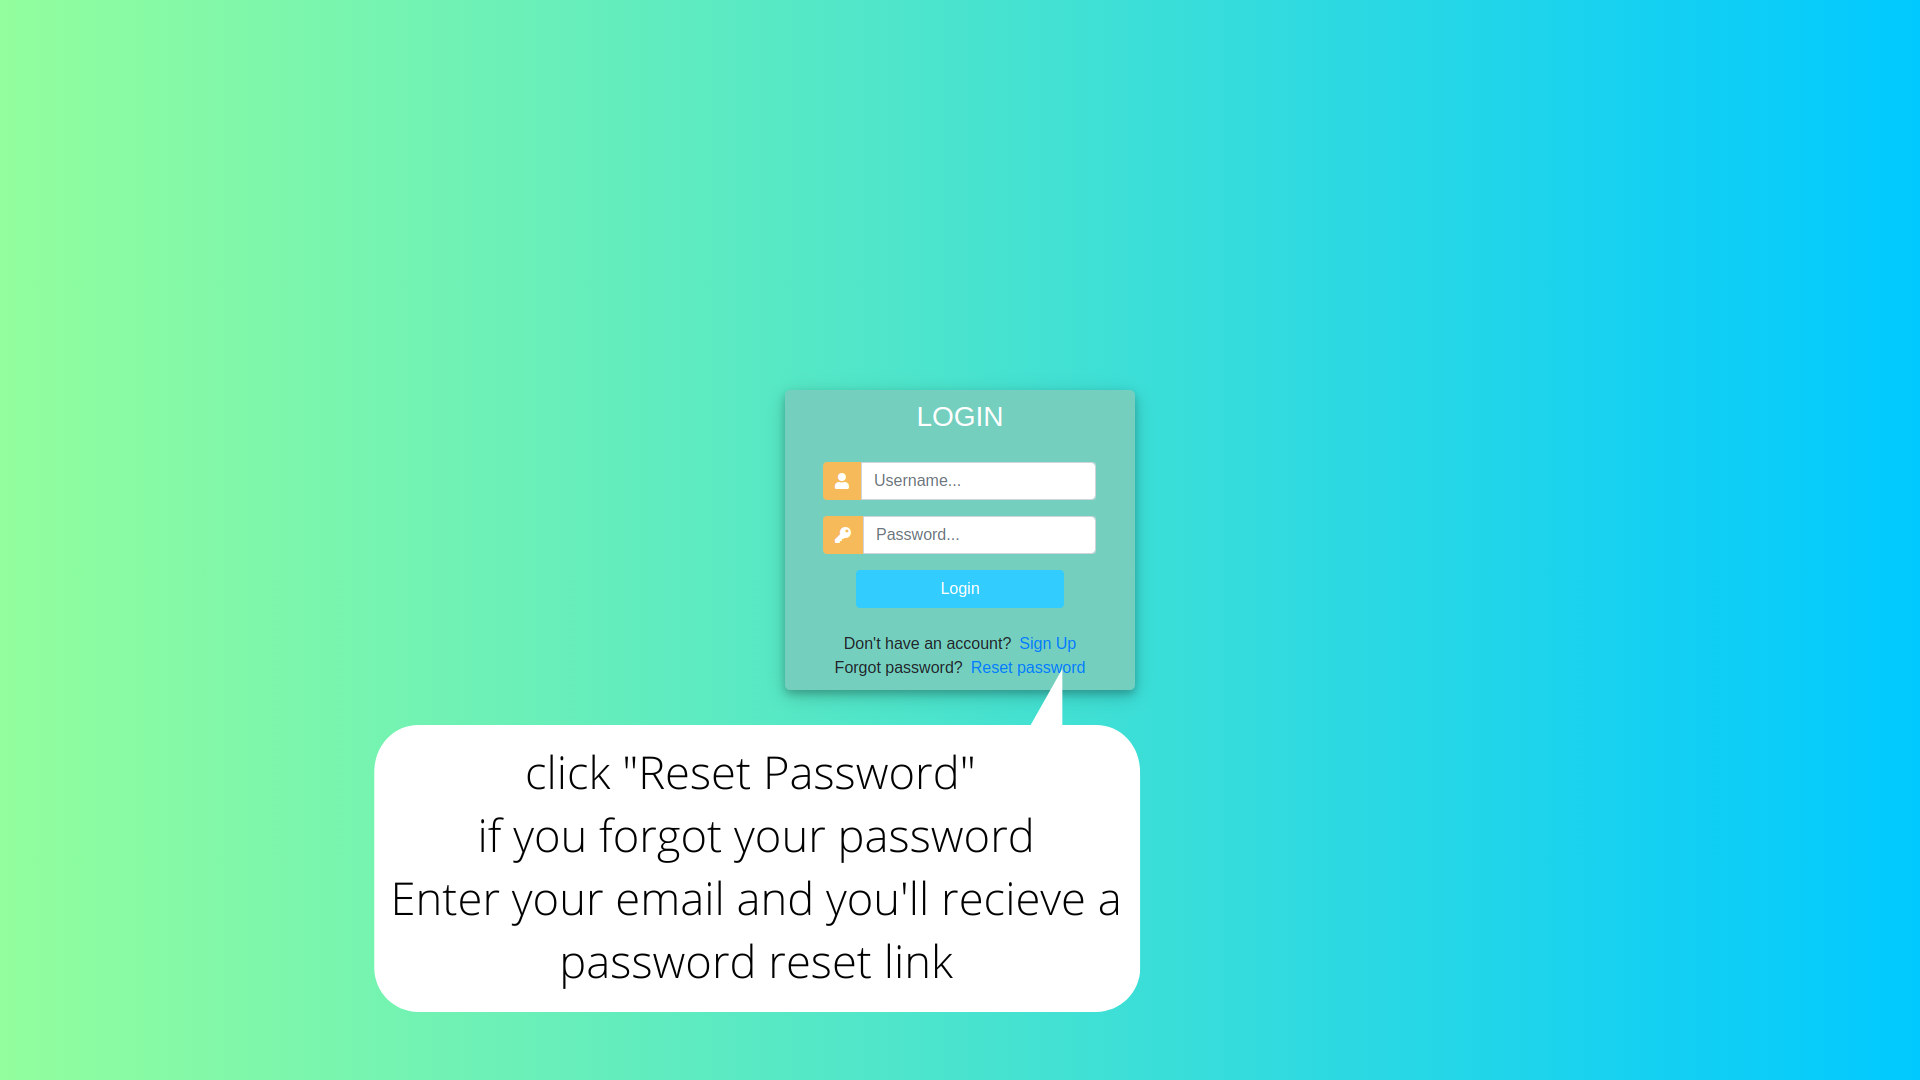 LOGIN
Username...
Password...
Login
Don't have an account? Sign Up
Forgot password? Reset password
click "Reset Password"
if you forgot your password
Enter your email and you'll recieve a
password reset link